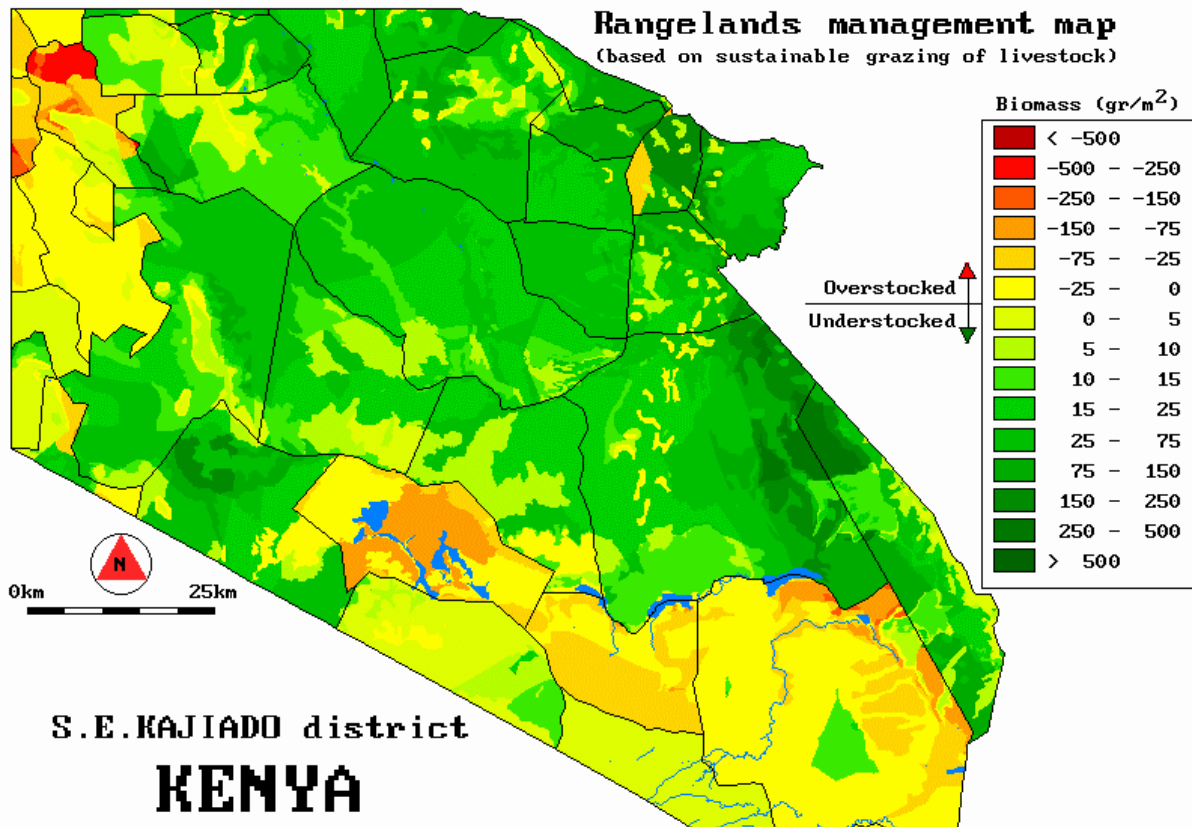 Rangelands management map
(based on sustainable grazing of livestock)
Biomass (gr/m²)
< -500
-500 - -250
-250 - -150
-150 - -75
-75 - -25
-25 - 0
0 - 5
5 - 10
10 - 15
15 - 25
25 - 75
75 - 150
150 - 250
250 - 500
> 500
Overstocked
Understocked
N
0km 25km
S.E.KAJIADO district
KENYA